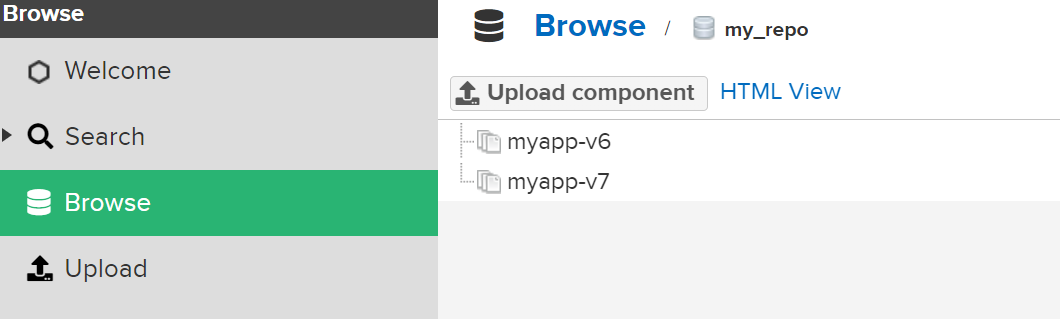 Browse
Welcome
Search
Browse
Upload
Browse / my_repo
Upload component HTML View
myapp-v6
myapp-v7